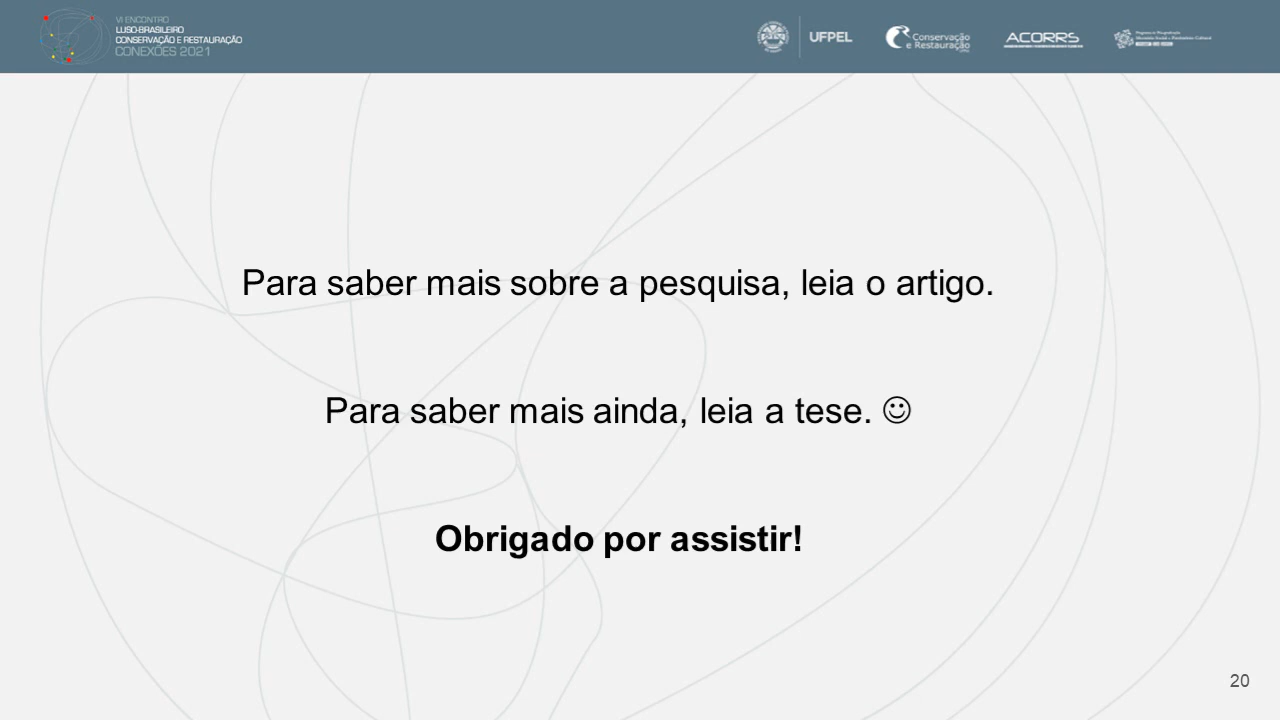 VI ENCONTRO
LUSO-BRASILEIRO
CONSERVAÇÃO E RESTAURAÇÃO
CONEXÕES 2021
UFPEL
Conservação
e Restauração
ACORRS
Para saber mais sobre a pesquisa, leia o artigo.
Para saber mais ainda, leia a tese. ☺
Obrigado por assistir!
20